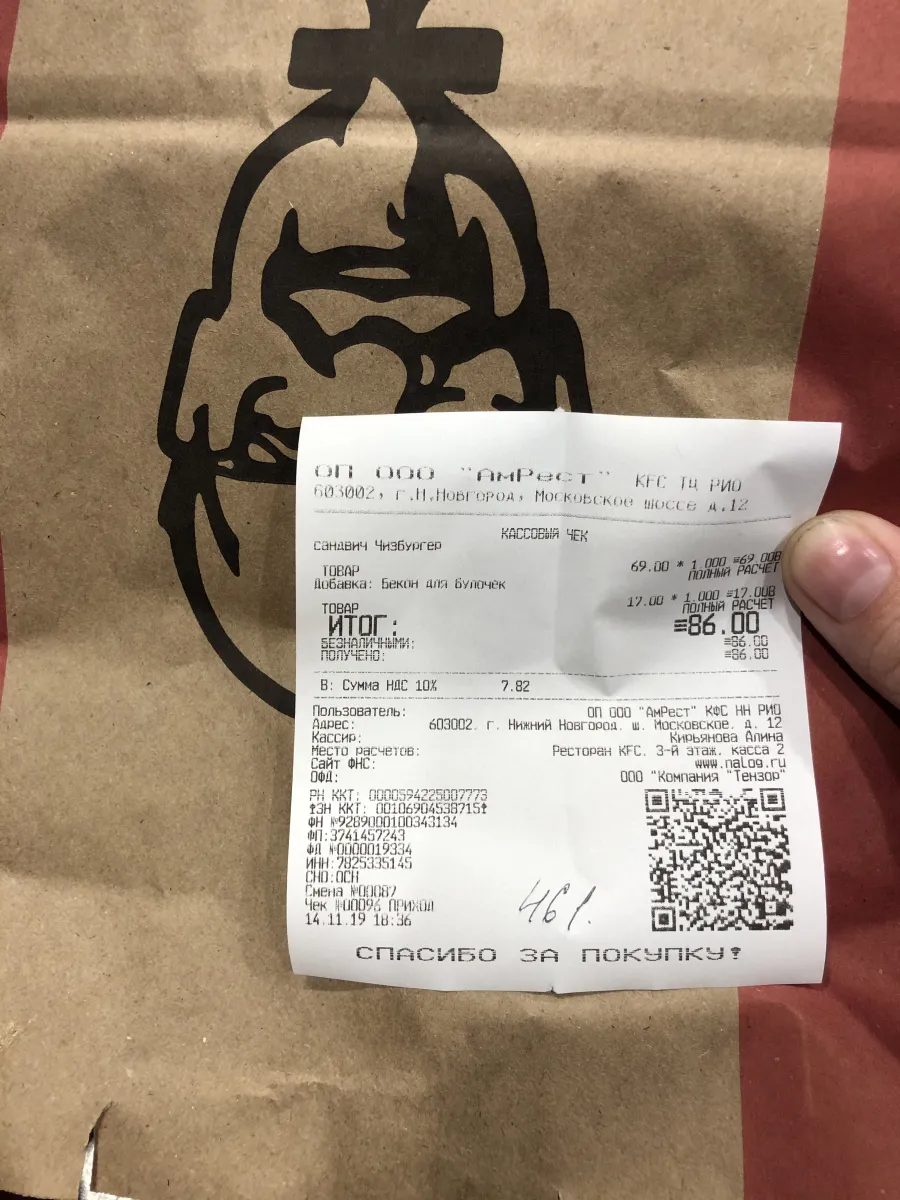 ОП ООО "АмРест" KFC ТЦ РИО
603002, г.Н.Новгород, Московское шоссе д.12
КАССОВЫЙ ЧЕК
сандвич Чизбургер
69.00 * 1.000 ≡69.00В
ТОВАР ПОЛНЫЙ РАСЧЕТ
Добавка: Бекон для булочек
17.00 * 1.000 ≡17.00В
ТОВАР ПОЛНЫЙ РАСЧЕТ
ИТОГ: ≡86.00
БЕЗНАЛИЧНЫМИ: ≡86.00
ПОЛУЧЕНО: ≡86.00
В: Сумма НДС 10% 7.82
Пользователь: ОП ООО "АмРест" КФС НН РИО
Адрес: 603002. г. Нижний Новгород. ш. Московское. д. 12
Кассир: Кирьянова Алина
Место расчетов: Ресторан KFC. 3-й этаж. касса 2
Сайт ФНС: www.nalog.ru
ОФД: ООО "Компания "Тензор"
РН ККТ: 0000594225007773
!ЗН ККТ: 00106904538715!
ФН №9289000100343134
ФП:3741457243
ФД №0000019334
ИНН:7825335145
СНО:ОСН
Смена №00087
Чек №00096 ПРИХОД
14.11.19 18:36
СПАСИБО ЗА ПОКУПКУ!